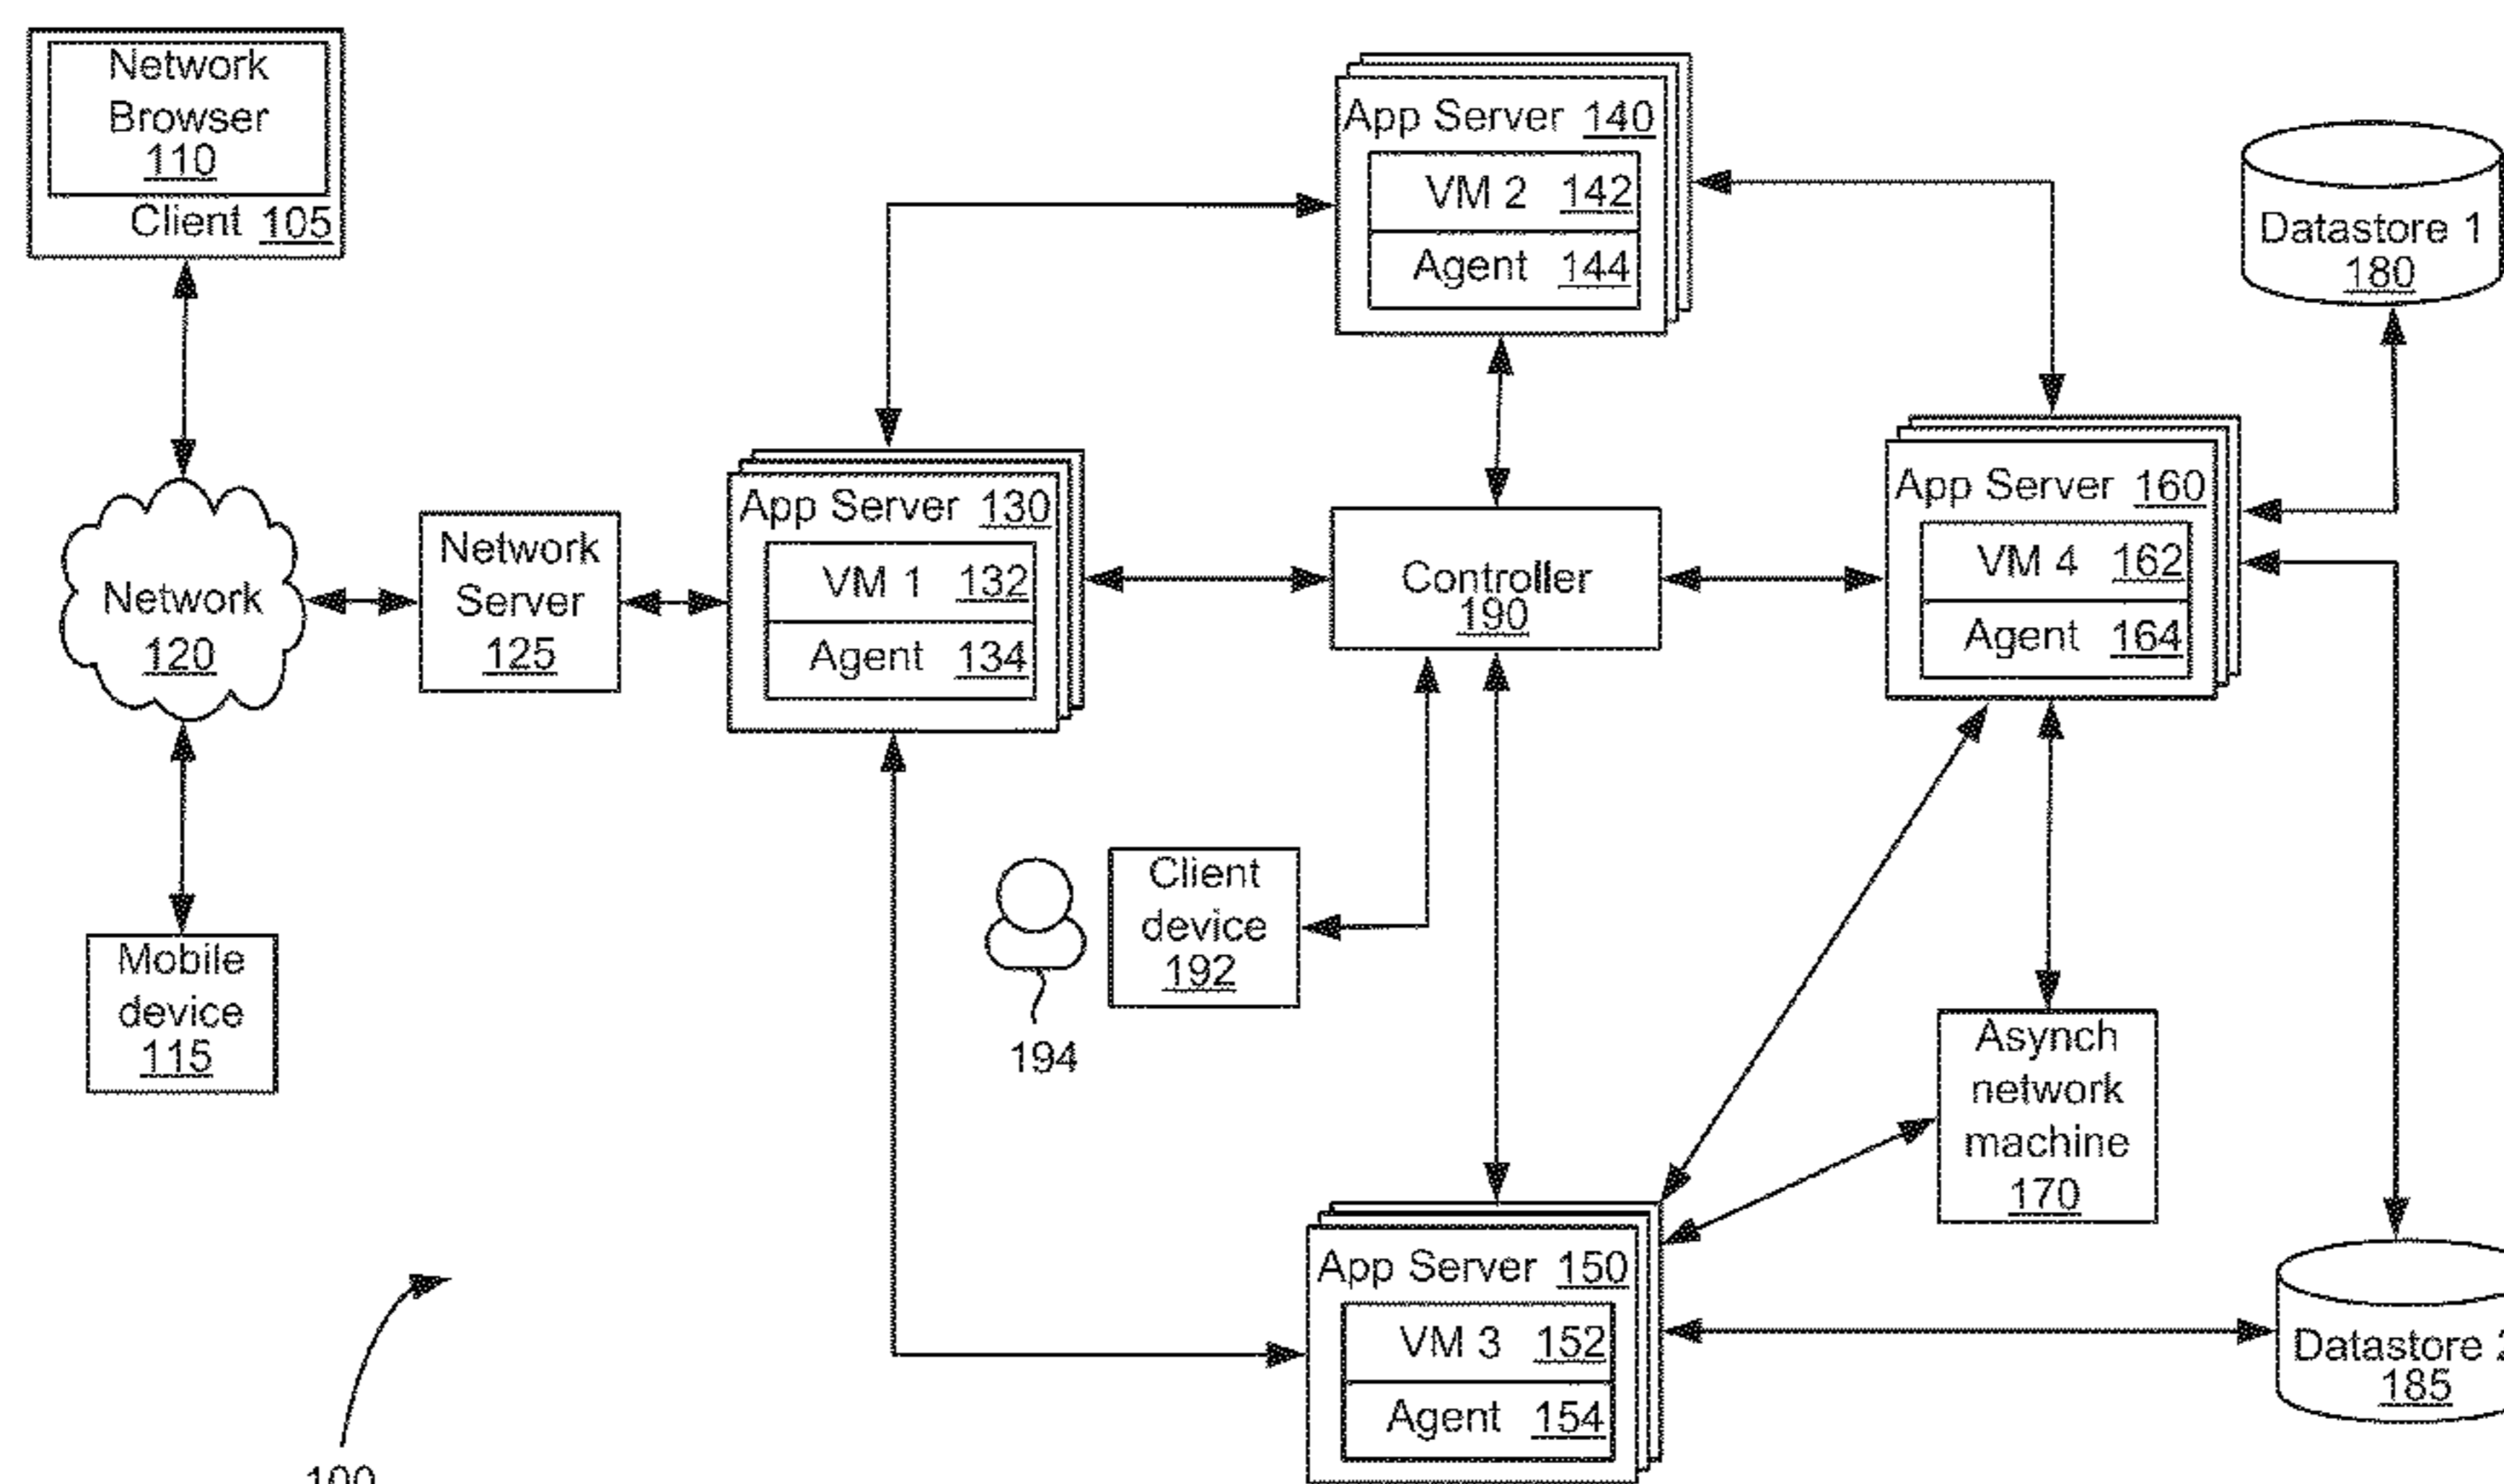 Network
Browser
110
Client 105
App Server 140
VM 2 142
Agent 144
Datastore 1
180
App Server 130
VM 1 132
Agent 134
Network
120
Network
Server
125
Controller
190
App Server 160
VM 4 162
Agent 164
Mobile
device
115
Client
device
192
194
Asynch
network
machine
170
App Server 150
VM 3 152
Agent 154
Datastore 2
185
100